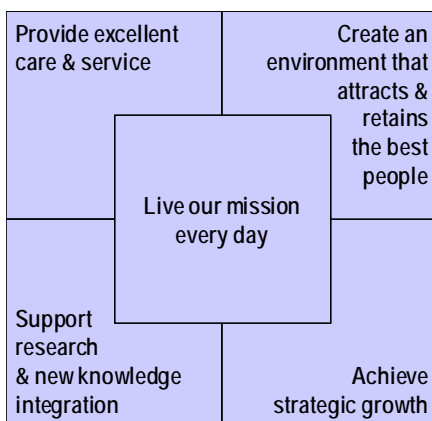 Provide excellent
care & service
Create an
environment that
attracts &
retains
the best
people
Live our mission
every day
Support
research
& new knowledge
integration
Achieve
strategic growth